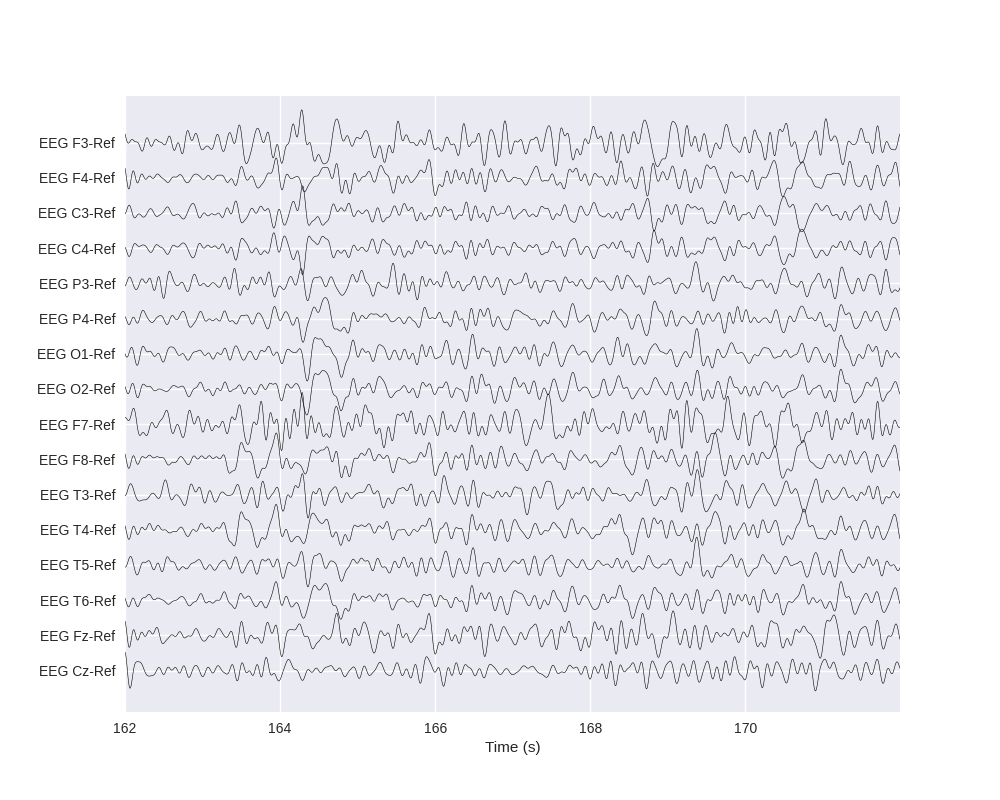 EEG F3-Ref
EEG F4-Ref
EEG C3-Ref
EEG C4-Ref
EEG P3-Ref
EEG P4-Ref
EEG O1-Ref
EEG O2-Ref
EEG F7-Ref
EEG F8-Ref
EEG T3-Ref
EEG T4-Ref
EEG T5-Ref
EEG T6-Ref
EEG Fz-Ref
EEG Cz-Ref
162 164 166 168 170
Time (s)